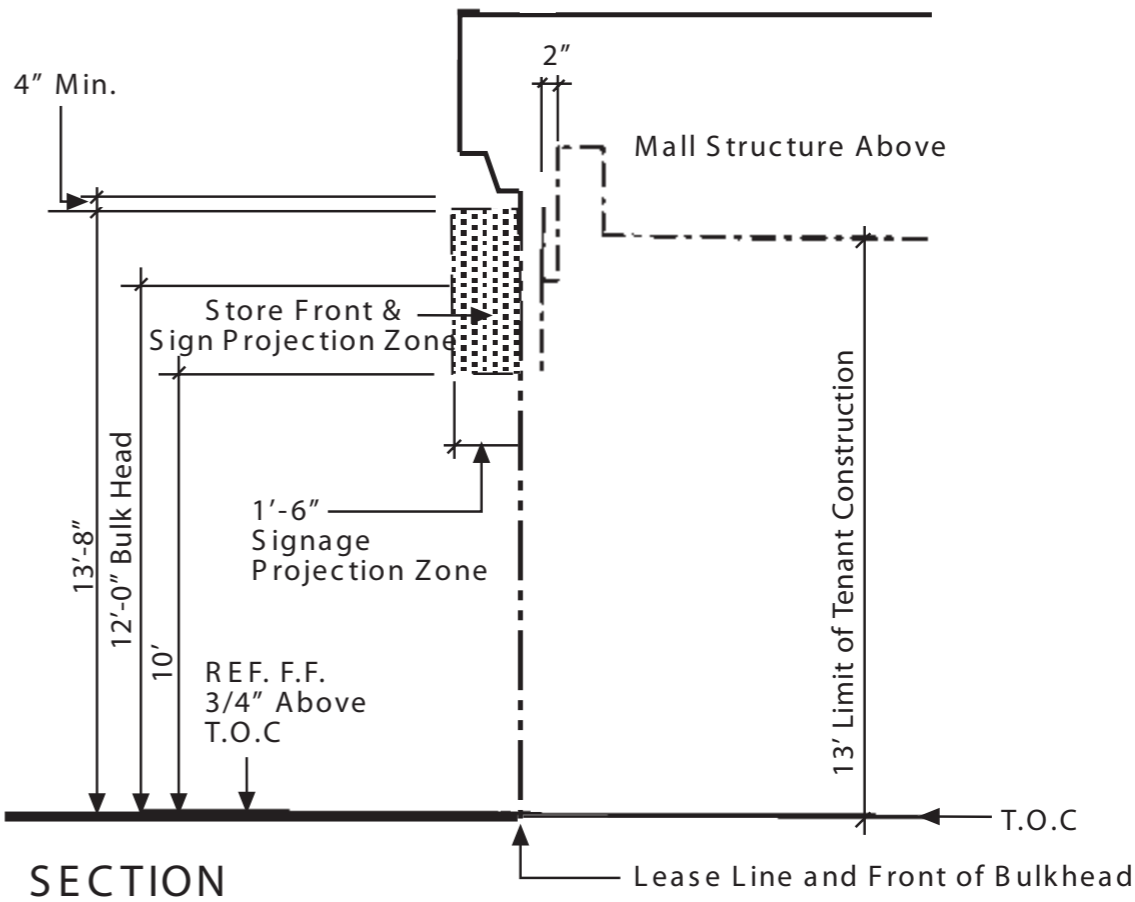 2”
4” Min.
Mall Structure Above
Store Front &
Sign Projection Zone
13’-8”
12’-0” Bulk Head
10’
1’-6”
Signage
Projection Zone
REF. F.F.
3/4” Above
T.O.C
13’ Limit of Tenant Construction
T.O.C
Lease Line and Front of Bulkhead
SECTION